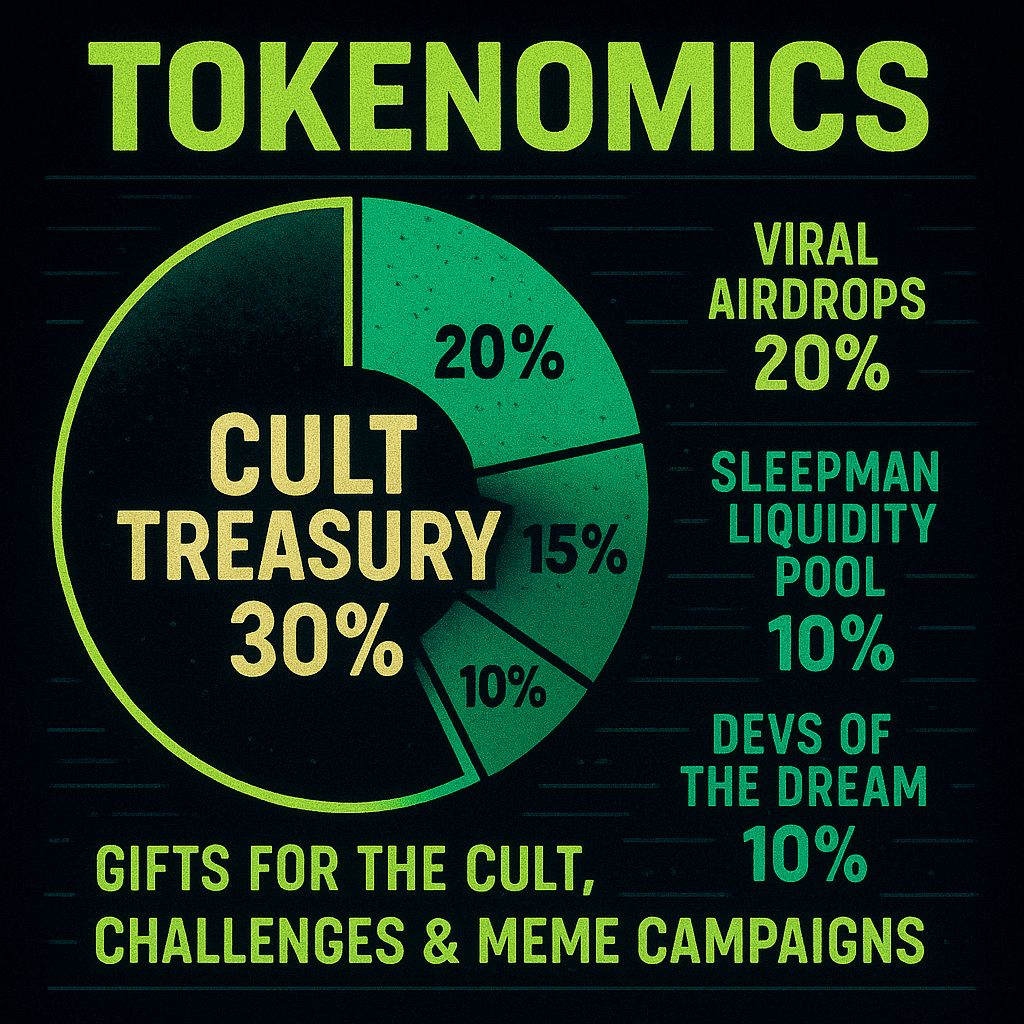 TOKENOMICS
20%
15%
10%
CULT
TREASURY
30%
VIRAL
AIRDROPS
20%
SLEEPMAN
LIQUIDITY
POOL
10%
DEVS OF
THE DREAM
10%
GIFTS FOR THE CULT,
CHALLENGES & MEME CAMPAIGNS